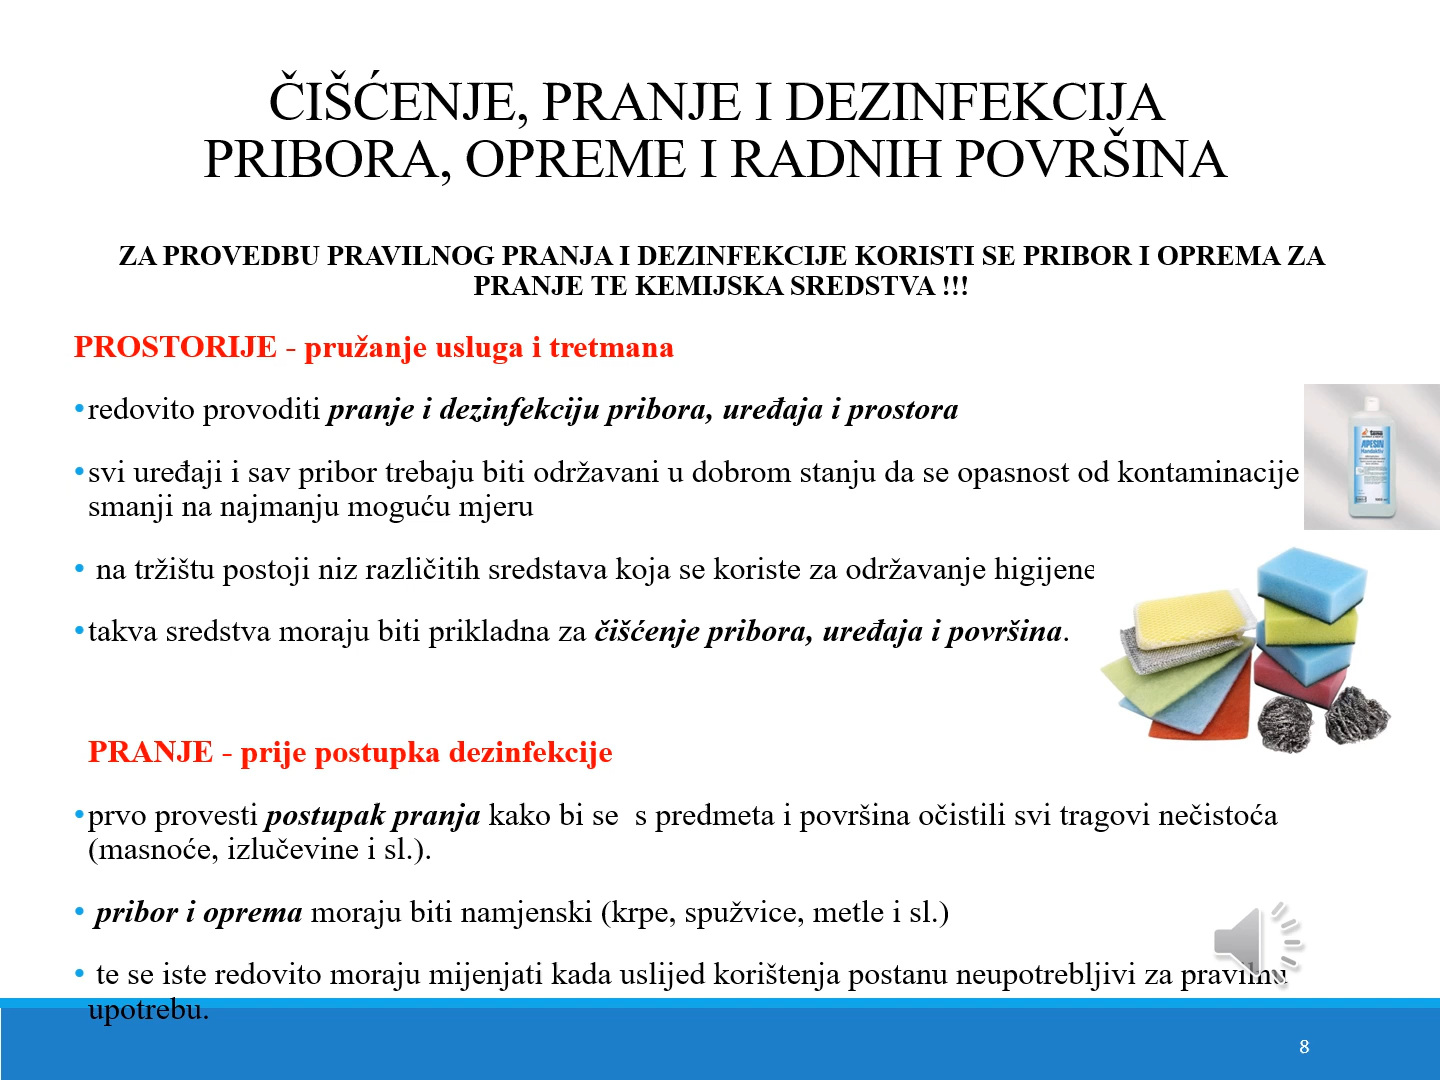 ČIŠĆENJE, PRANJE I DEZINFEKCIJA
PRIBORA, OPREME I RADNIH POVRŠINA
ZA PROVEDBU PRAVILNOG PRANJA I DEZINFEKCIJE KORISTI SE PRIBOR I OPREMA ZA
PRANJE TE KEMIJSKA SREDSTVA !!!
PROSTORIJE - pružanje usluga i tretmana
•redovito provoditi pranje i dezinfekciju pribora, uređaja i prostora
•svi uređaji i sav pribor trebaju biti održavani u dobrom stanju da se opasnost od kontaminacije
smanji na najmanju moguću mjeru
• na tržištu postoji niz različitih sredstava koja se koriste za održavanje higijene
•takva sredstva moraju biti prikladna za čišćenje pribora, uređaja i površina.
APESIN
Handaktiv
PRANJE - prije postupka dezinfekcije
•prvo provesti postupak pranja kako bi se  s predmeta i površina očistili svi tragovi nečistoća
(masnoće, izlučevine i sl.).
• pribor i oprema moraju biti namjenski (krpe, spužvice, metle i sl.)
• te se iste redovito moraju mijenjati kada uslijed korištenja postanu neupotrebljivi za pravilnu
upotrebu.
8